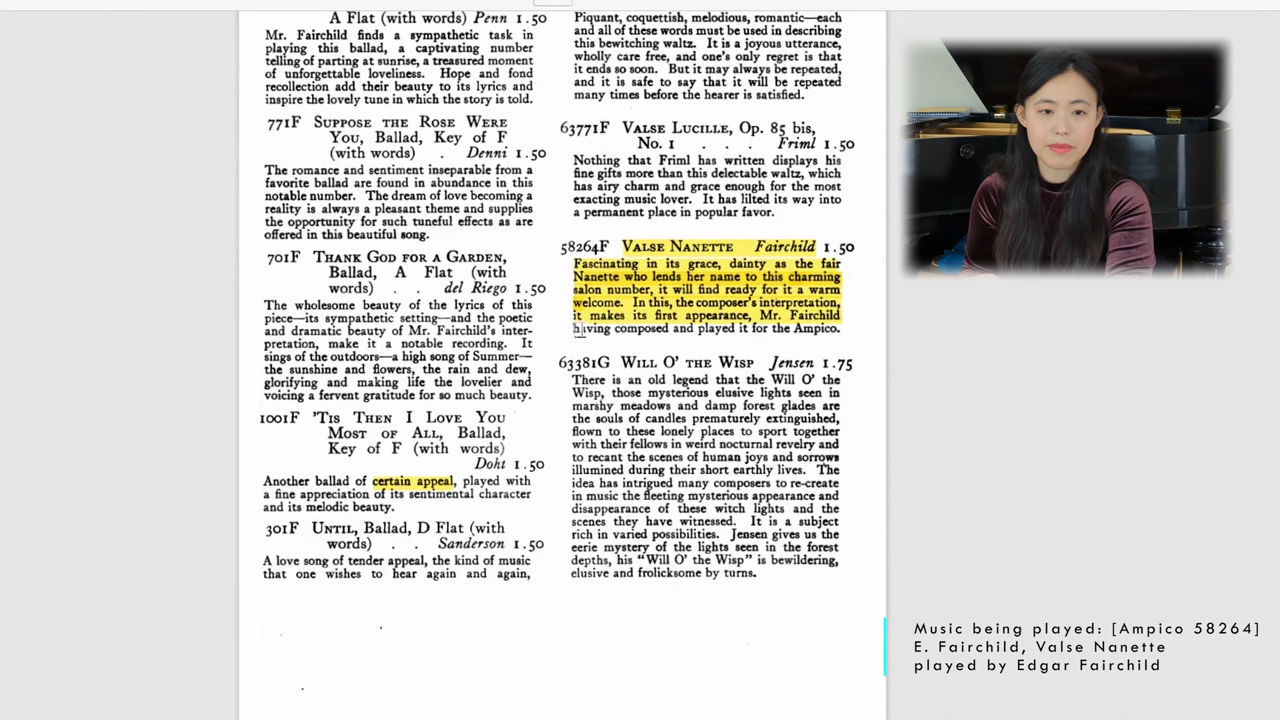 A Flat (with words) Penn 1.50
Mr. Fairchild finds a sympathetic task in
playing this ballad, a captivating number
telling of parting at sunrise, a treasured moment
of unforgettable loveliness. Hope and fond
recollection add their beauty to its lyrics and
inspire the lovely tune in which the story is told.
771F SUPPOSE THE ROSE WERE
YOU, Ballad, Key of F
(with words) . Denni 1.50
The romance and sentiment inseparable from a
favorite ballad are found in abundance in this
notable number. The dream of love becoming a
reality is always a pleasant theme and supplies
the opportunity for such tuneful effects as are
offered in this beautiful song.
701F THANK GOD FOR A GARDEN,
Ballad, A Flat (with
words) . . del Riego 1.50
The wholesome beauty of the lyrics of this
piece—its sympathetic setting—and the poetic
and dramatic beauty of Mr. Fairchild's inter-
pretation, make it a notable recording. It
sings of the outdoors—a high song of Summer—
the sunshine and flowers, the rain and dew,
glorifying and making life the lovelier and
voicing a fervent gratitude for so much beauty.
1001F 'TIS THEN I LOVE YOU
MOST OF ALL, Ballad,
Key of F (with words)
Doht 1.50
Another ballad of certain appeal, played with
a fine appreciation of its sentimental character
and its melodic beauty.
301F UNTIL, Ballad, D Flat (with
words) . . Sanderson 1.50
A love song of tender appeal, the kind of music
that one wishes to hear again and again,
Piquant, coquettish, melodious, romantic—each
and all of these words must be used in describing
this bewitching waltz. It is a joyous utterance,
wholly care free, and one's only regret is that
it ends so soon. But it may always be repeated,
and it is safe to say that it will be repeated
many times before the hearer is satisfied.
63771F VALSE LUCILLE, Op. 85 bis,
No. 1 . . . Friml 1.50
Nothing that Friml has written displays his
fine gifts more than this delectable waltz, which
has airy charm and grace enough for the most
exacting music lover. It has lilted its way into
a permanent place in popular favor.
58264F VALSE NANETTE Fairchild 1.50
Fascinating in its grace, dainty as the fair
Nanette who lends her name to this charming
salon number, it will find ready for it a warm
welcome. In this, the composer's interpretation,
it makes its first appearance, Mr. Fairchild
having composed and played it for the Ampico.
63381G WILL O' THE WISP Jensen 1.75
There is an old legend that the Will O' the
Wisp, those mysterious elusive lights seen in
marshy meadows and damp forest glades are
the souls of candles prematurely extinguished,
flown to these lonely places to sport together
with their fellows in weird nocturnal revelry and
to recant the scenes of human joys and sorrows
illumined during their short earthly lives. The
idea has intrigued many composers to re-create
in music the fleeting mysterious appearance and
disappearance of these witch lights and the
scenes they have witnessed. It is a subject
rich in varied possibilities. Jensen gives us the
eerie mystery of the lights seen in the forest
depths, his "Will O' the Wisp" is bewildering,
elusive and frolicksome by turns.
Music being played: [Ampico 58264]
E. Fairchild, Valse Nanette
played by Edgar Fairchild